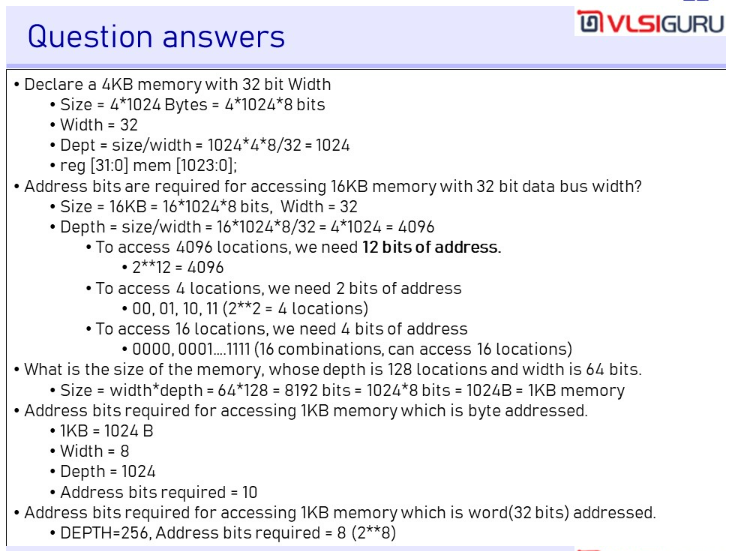 Question answers
VLSIGURU
• Declare a 4KB memory with 32 bit Width
• Size = 4*1024 Bytes = 4*1024*8 bits
• Width = 32
• Dept = size/width = 1024*4*8/32 = 1024
• reg [31:0] mem [1023:0];
• Address bits are required for accessing 16KB memory with 32 bit data bus width?
• Size = 16KB = 16*1024*8 bits, Width = 32
• Depth = size/width = 16*1024*8/32 = 4*1024 = 4096
• To access 4096 locations, we need 12 bits of address.
• 2**12 = 4096
• To access 4 locations, we need 2 bits of address
• 00, 01, 10, 11 (2**2 = 4 locations)
• To access 16 locations, we need 4 bits of address
• 0000, 0001....1111 (16 combinations, can access 16 locations)
• What is the size of the memory, whose depth is 128 locations and width is 64 bits.
• Size = width*depth = 64*128 = 8192 bits = 1024*8 bits = 1024B = 1KB memory
• Address bits required for accessing 1KB memory which is byte addressed.
• 1KB = 1024 B
• Width = 8
• Depth = 1024
• Address bits required = 10
• Address bits required for accessing 1KB memory which is word(32 bits) addressed.
• DEPTH=256, Address bits required = 8 (2**8)